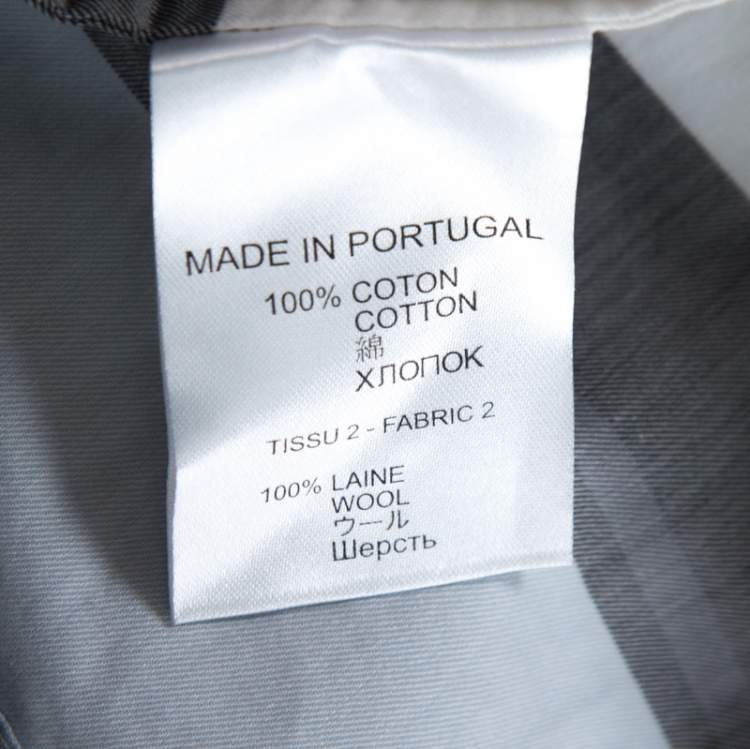 MADE IN PORTUGAL
100% COTON
COTTON
綿
ХЛОПОК
TISSU 2 - FABRIC 2
100% LAINE
WOOL
ウール
Шерсть